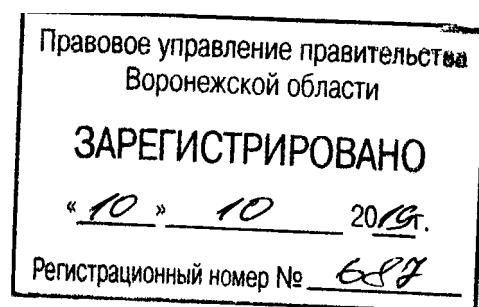 Правовое управление правительства
Воронежской области
ЗАРЕГИСТРИРОВАНО
« 10 » 10 2019г.
Регистрационный номер № 687